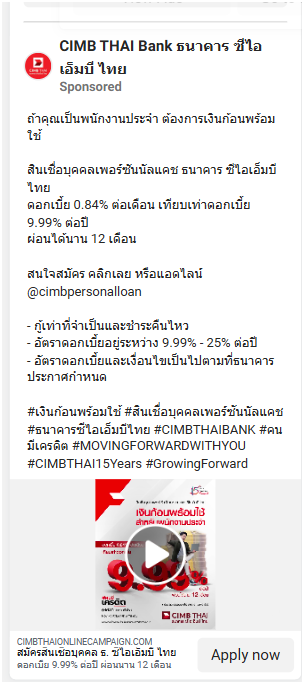 CIMB THAI Bank ธนาคาร ซีไอ
เอ็มบี ไทย
Sponsored
ถ้าคุณเป็นพนักงานประจำ ต้องการเงินก้อนพร้อม
ใช้
สินเชื่อบุคคลเพอร์ซันนัลแคช ธนาคาร ซีไอเอ็มบี
ไทย
ดอกเบี้ย 0.84% ต่อเดือน เทียบเท่าดอกเบี้ย
9.99% ต่อปี
ผ่อนได้นาน 12 เดือน
สนใจสมัคร คลิกเลย หรือแอดไลน์
@cimbpersonalloan
- กู้เท่าที่จำเป็นและชำระคืนไหว
- อัตราดอกเบี้ยอยู่ระหว่าง 9.99% - 25% ต่อปี
- อัตราดอกเบี้ยและเงื่อนไขเป็นไปตามที่ธนาคาร
ประกาศกำหนด
#เงินก้อนพร้อมใช้ #สินเชื่อบุคคลเพอร์ซันนัลแคช
#ธนาคารซีไอเอ็มบีไทย #CIMBTHAIBANK #คน
มีเครดิต #MOVINGFORWARDWITHYOU
#CIMBTHAI15Years #GrowingForward
เงินก้อนพร้อมใช้
สำหรับ พนักงานประจำ
9.
12
เครดิต
CIMB THAI
CIMBTHAIONLINECAMPAIGN.COM
สมัครสินเชื่อบุคคล ธ. ซีไอเอ็มบี ไทย
ดอกเบี้ย 9.99% ต่อปี ผ่อนนาน 12 เดือน
Apply now